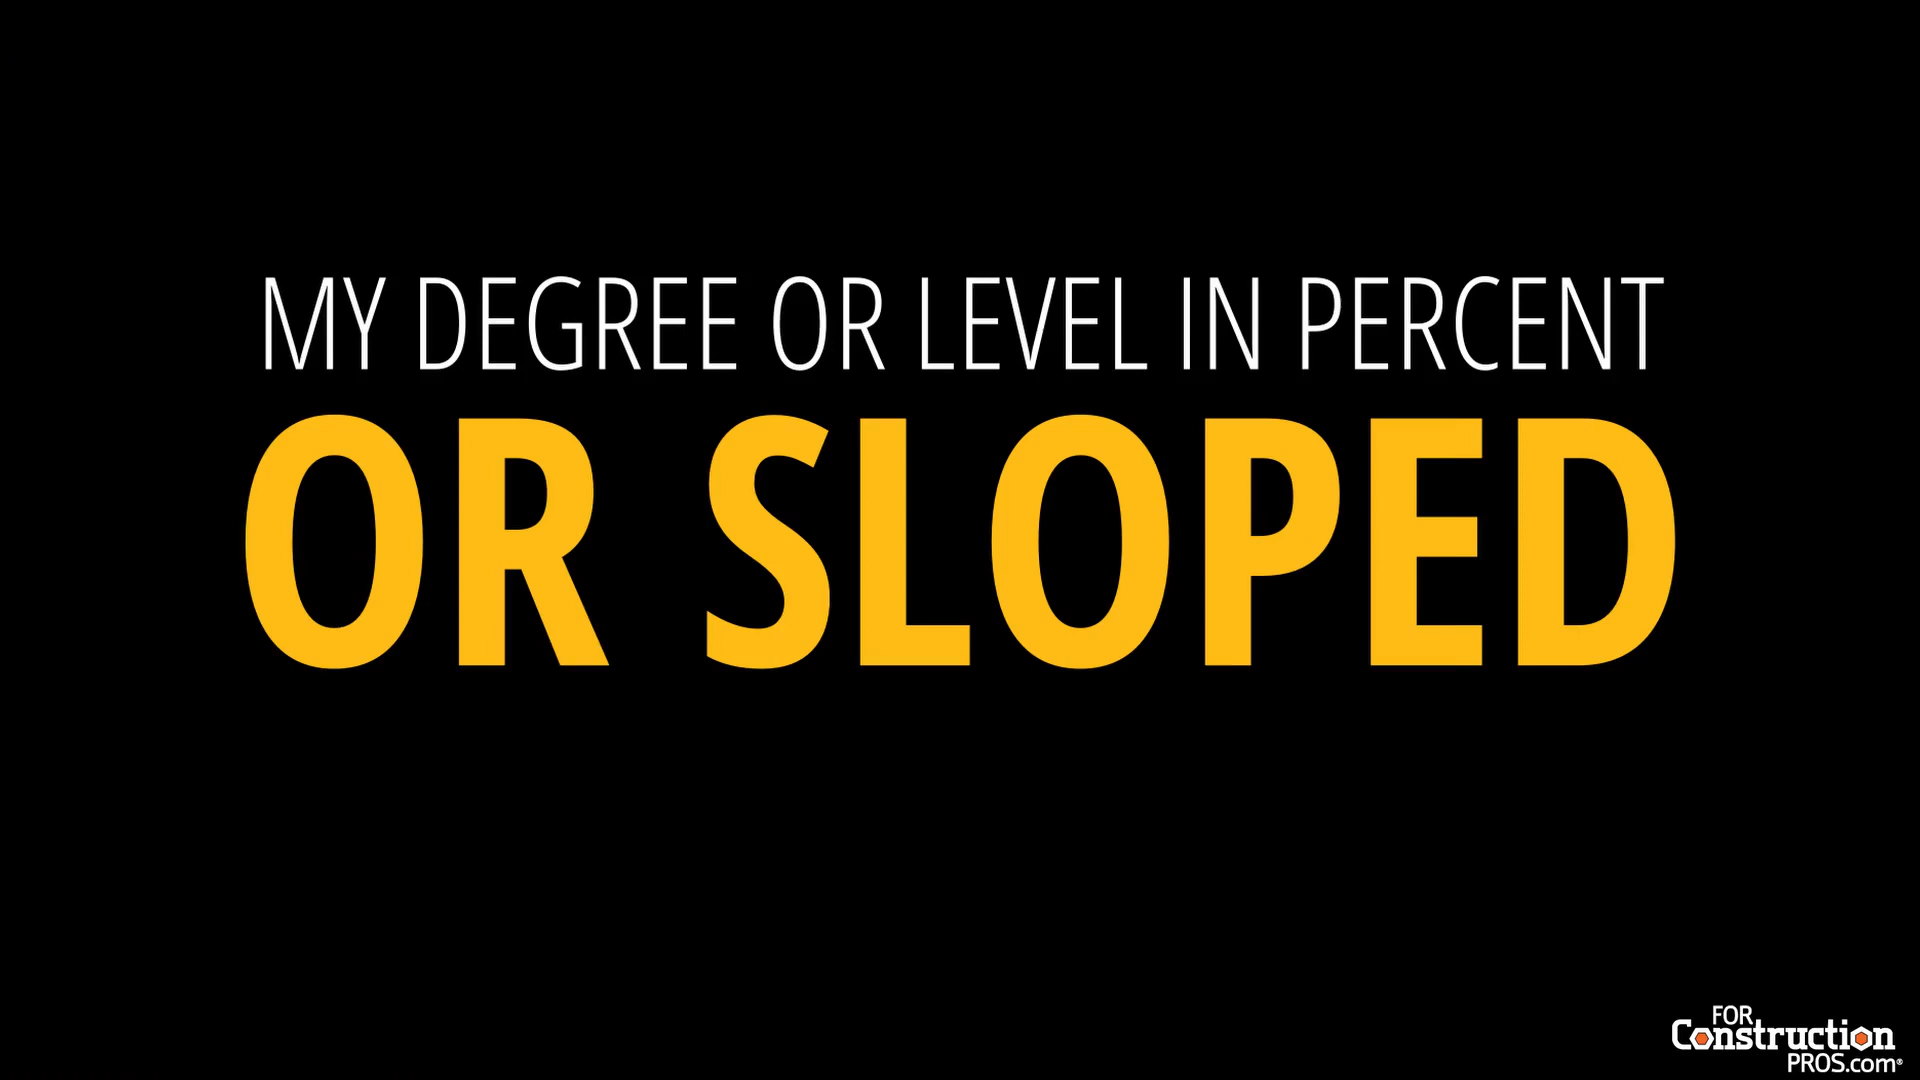 MY DEGREE OR LEVEL IN PERCENT
OR SLOPED
FOR
Construction
PROS.com®